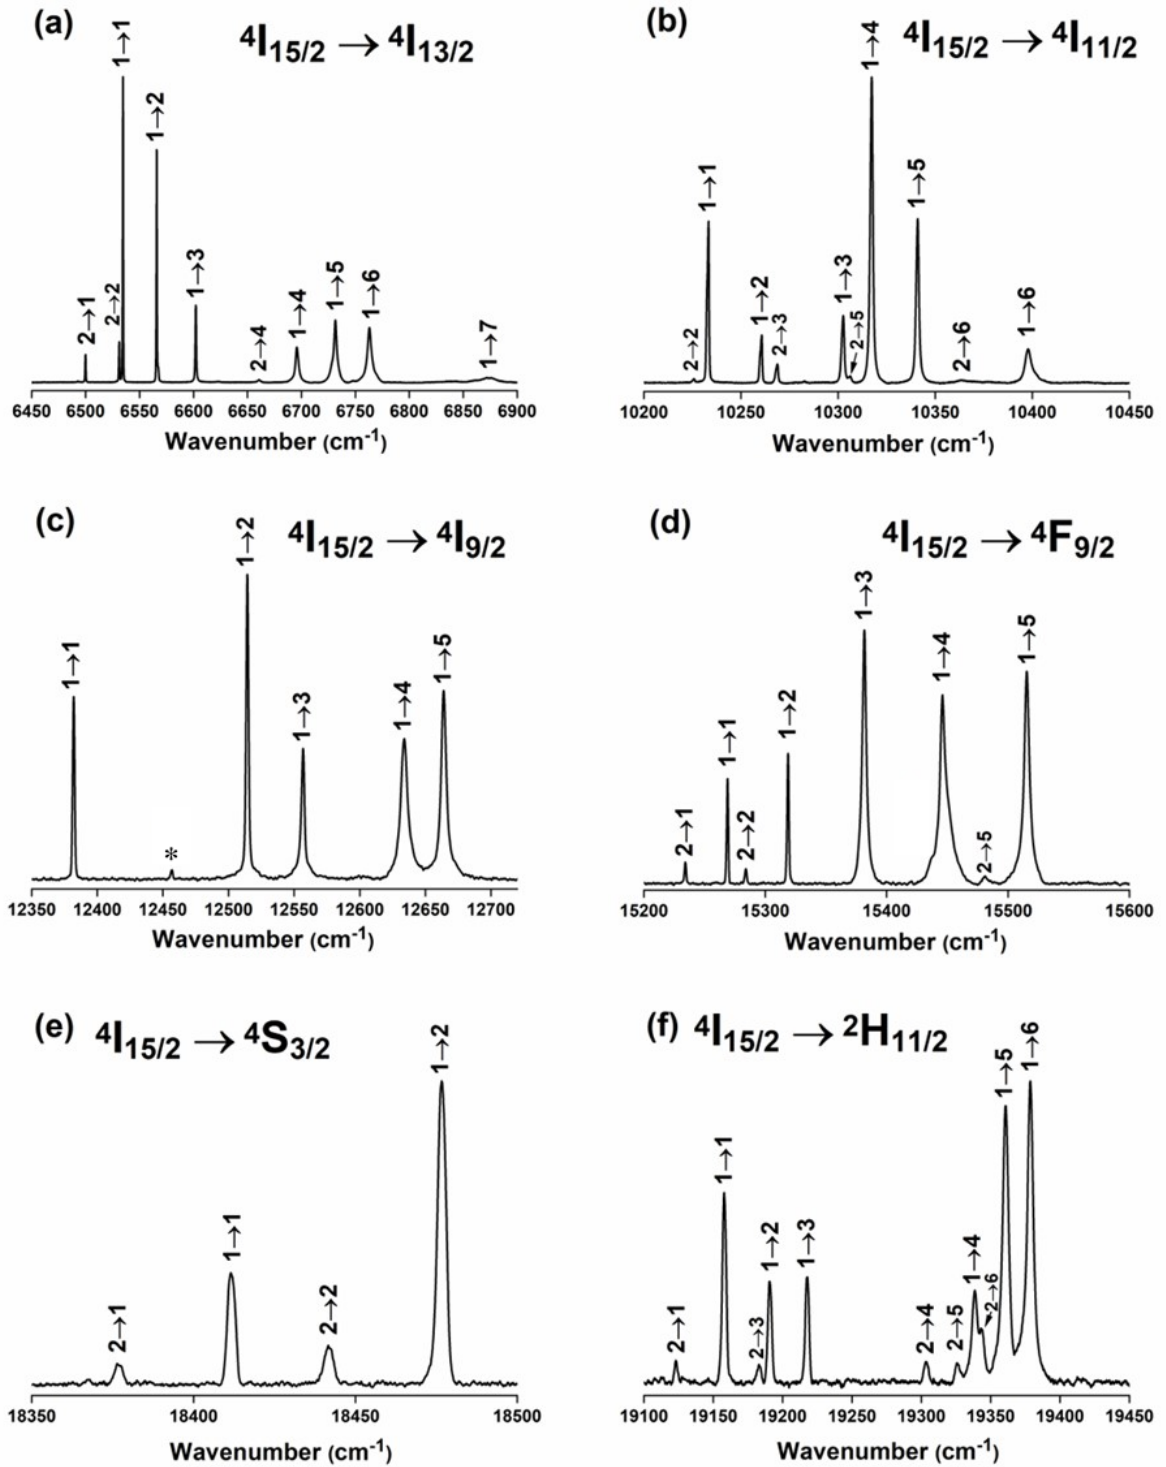 (a)
⁴I₁₅/₂ → ⁴I₁₃/₂
2→1
2→2
1→1
1→2
1→3
2→4
1→4
1→5
1→6
1→7
6450 6500 6550 6600 6650 6700 6750 6800 6850 6900
Wavenumber (cm⁻¹)
(b)
⁴I₁₅/₂ → ⁴I₁₁/₂
2→2
1→1
1→2
2→3
1→3
2→5
1→4
1→5
2→6
1→6
10200 10250 10300 10350 10400 10450
Wavenumber (cm⁻¹)
(c)
⁴I₁₅/₂ → ⁴I₉/₂
1→1
*
1→2
1→3
1→4
1→5
12350 12400 12450 12500 12550 12600 12650 12700
Wavenumber (cm⁻¹)
(d)
⁴I₁₅/₂ → ⁴F₉/₂
2→1
1→1
2→2
1→2
1→3
1→4
2→5
1→5
15200 15300 15400 15500 15600
Wavenumber (cm⁻¹)
(e)
⁴I₁₅/₂ → ⁴S₃/₂
2→1
1→1
2→2
1→2
18350 18400 18450 18500
Wavenumber (cm⁻¹)
(f)
⁴I₁₅/₂ → ²H₁₁/₂
2→1
1→1
2→3
1→2
1→3
2→4
2→5
1→4
2→6
1→5
1→6
19100 19150 19200 19250 19300 19350 19400 19450
Wavenumber (cm⁻¹)